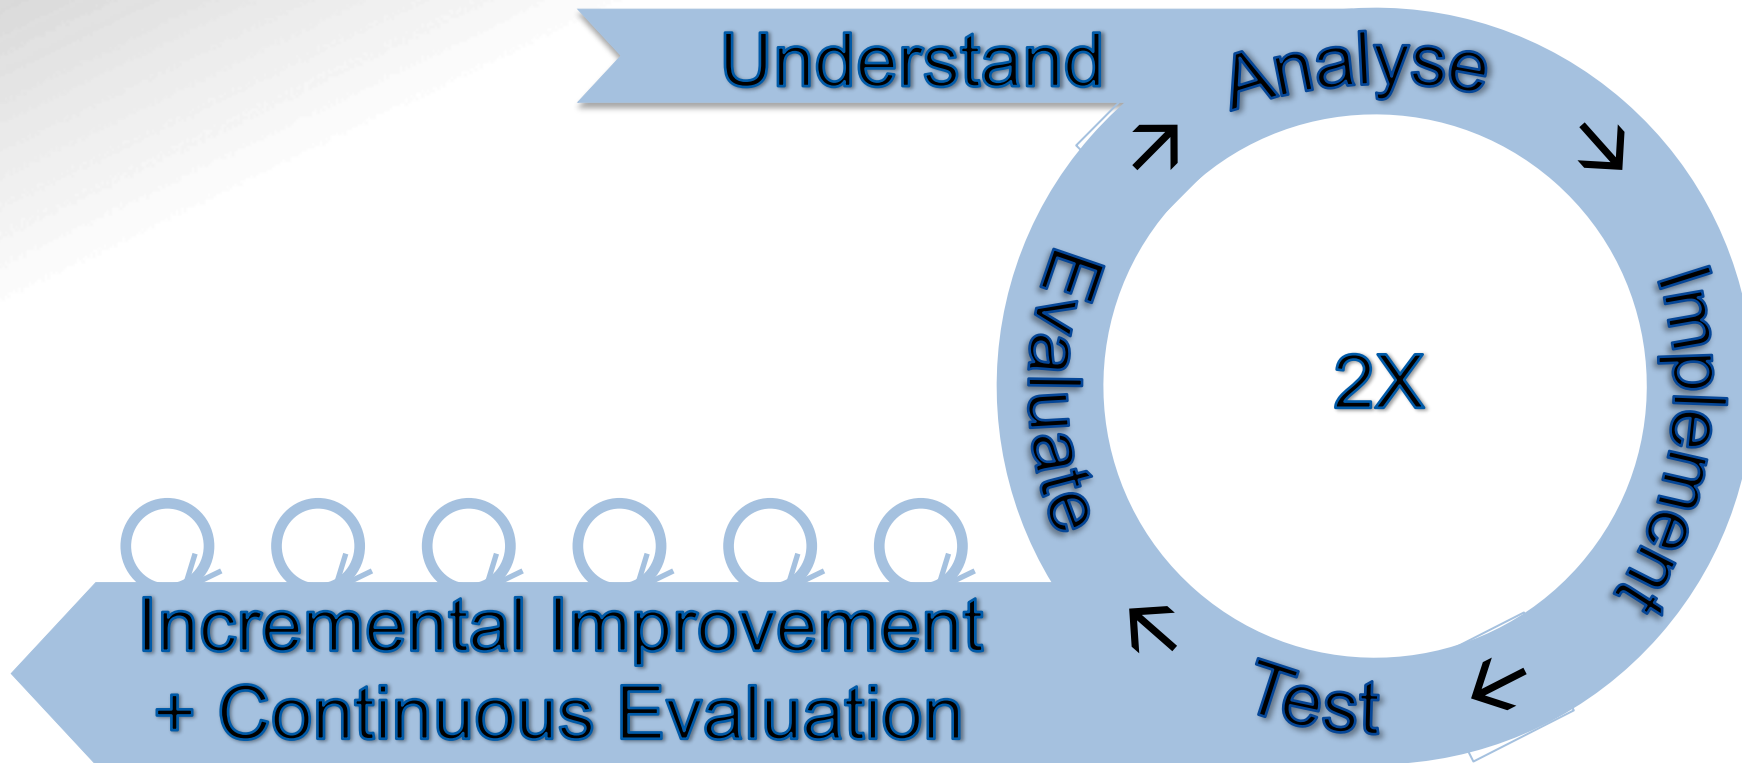 Understand
Analyse
Implement
Test
Evaluate
2X
Incremental Improvement
+ Continuous Evaluation